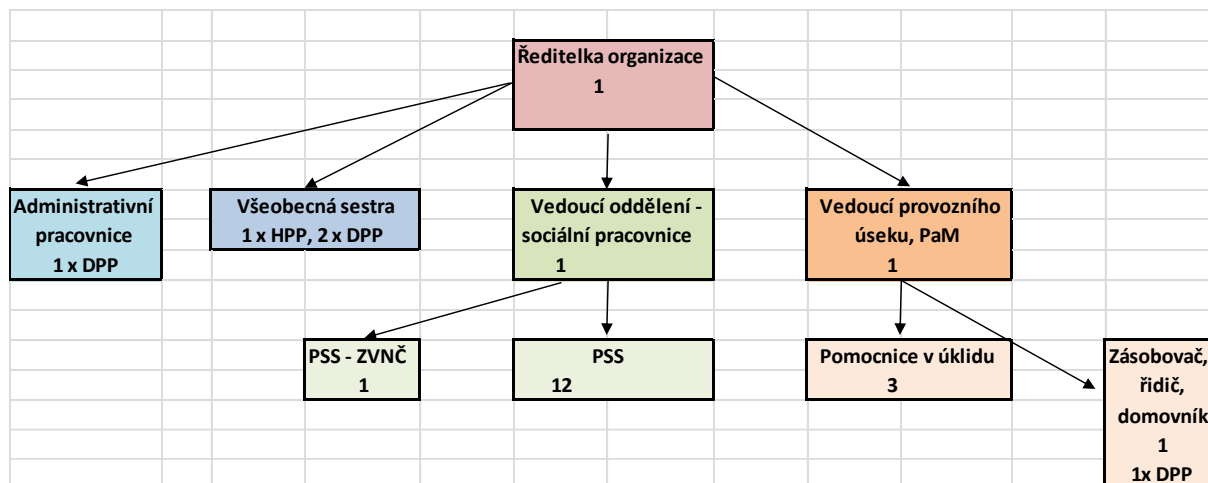 Ředitelka organizace
1
Administrativní
pracovnice
1 x DPP
Všeobecná sestra
1 x HPP, 2 x DPP
Vedoucí oddělení -
sociální pracovnice
1
Vedoucí provozního
úseku, PaM
1
PSS - ZVNČ
1
PSS
12
Pomocnice v úklidu
3
Zásobovač,
řidič,
domovník
1
1x DPP